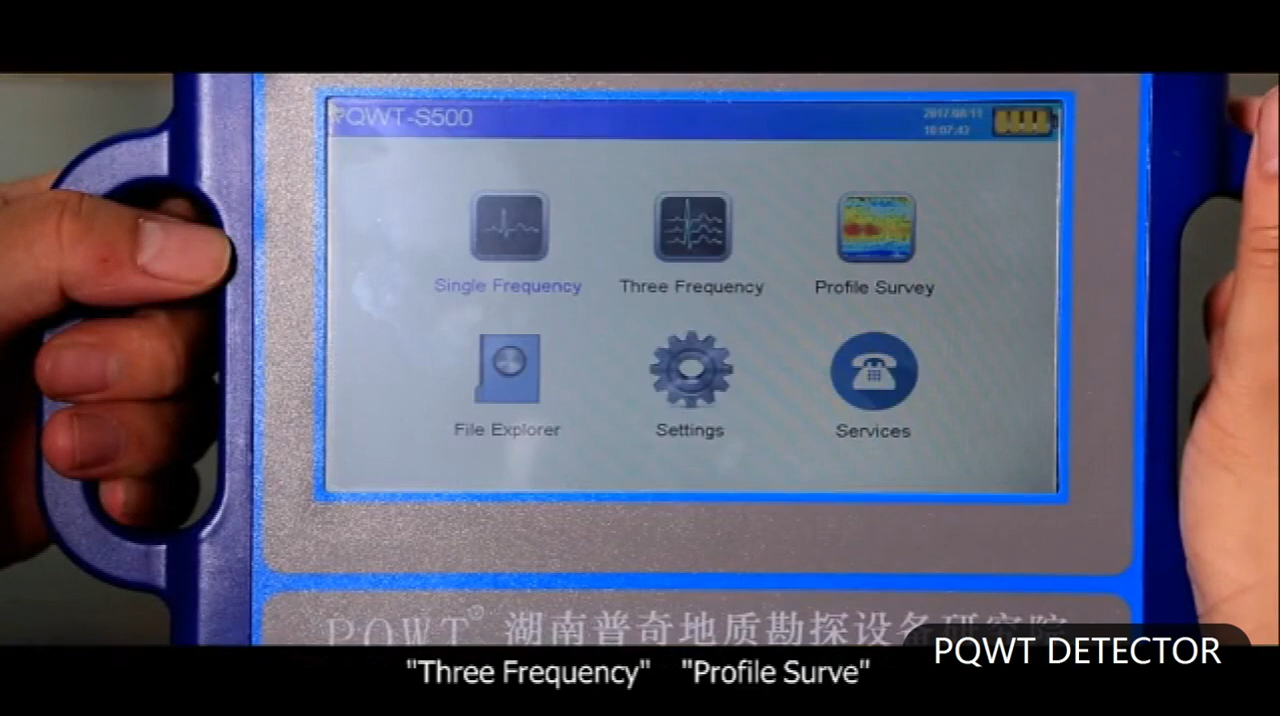 PQWT-S500
2017/08/11
10:07:43
Single Frequency
Three Frequency
Profile Survey
File Explorer
Settings
Services
PQWT® 湖南普奇地质勘探设备研究院
PQWT DETECTOR
"Three Frequency" "Profile Surve"